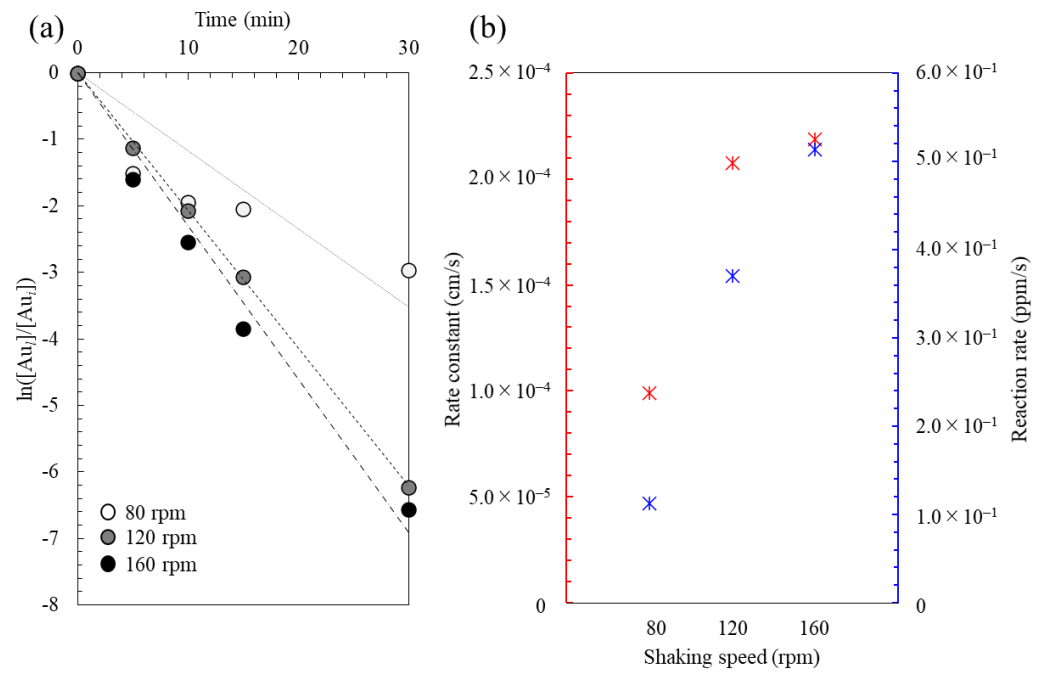 (a)
Time (min)
0 10 20 30
0
-1
-2
-3
-4
-5
-6
-7
-8
ln([Auₗ]/[Auᵢ])
80 rpm
120 rpm
160 rpm
(b)
2.5 × 10⁻⁴
2.0 × 10⁻⁴
1.5 × 10⁻⁴
1.0 × 10⁻⁴
5.0 × 10⁻⁵
0
Rate constant (cm/s)
6.0 × 10⁻¹
5.0 × 10⁻¹
4.0 × 10⁻¹
3.0 × 10⁻¹
2.0 × 10⁻¹
1.0 × 10⁻¹
0
Reaction rate (ppm/s)
80 120 160
Shaking speed (rpm)